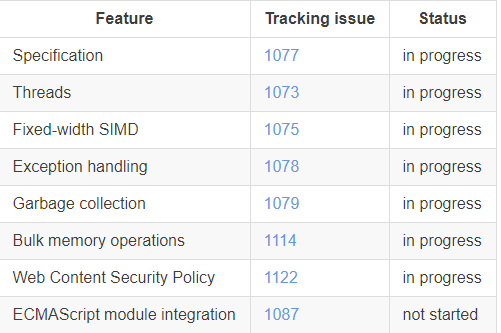 Feature Tracking issue Status
Specification 1077 in progress
Threads 1073 in progress
Fixed-width SIMD 1075 in progress
Exception handling 1078 in progress
Garbage collection 1079 in progress
Bulk memory operations 1114 in progress
Web Content Security Policy 1122 in progress
ECMAScript module integration 1087 not started